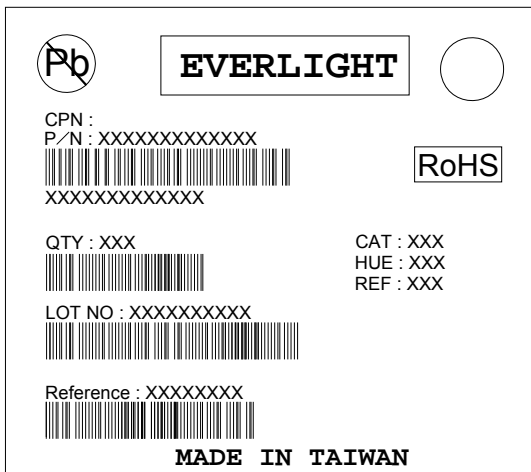 Pb
EVERLIGHT
CPN :
P/N : XXXXXXXXXXXXX
RoHS
XXXXXXXXXXXXX
QTY : XXX
CAT : XXX
HUE : XXX
REF : XXX
LOT NO : XXXXXXXXXX
Reference : XXXXXXXX
MADE IN TAIWAN